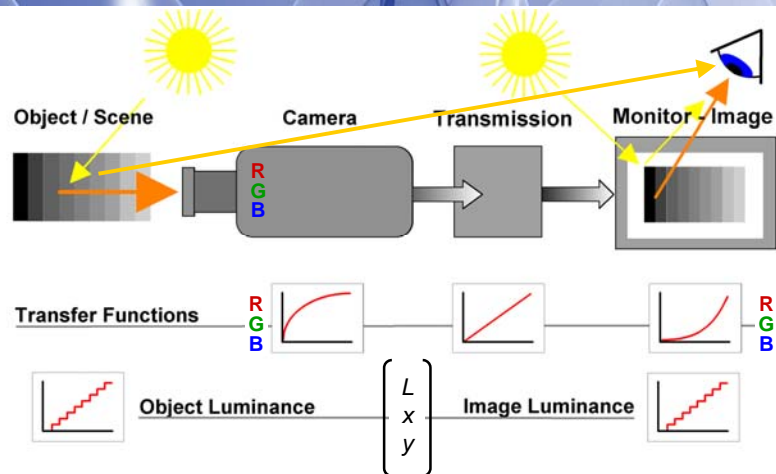 Object / Scene
Camera
Transmission
Monitor - Image
R
G
B
Transfer Functions
R
G
B
R
G
B
Object Luminance
L
x
y
Image Luminance